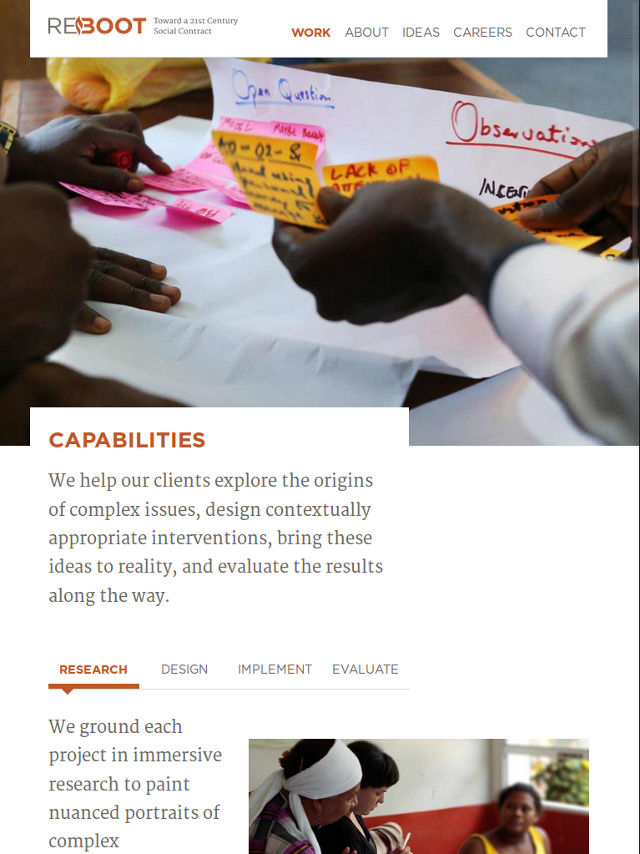 REBOOT
Toward a 21st Century
Social Contract
WORK ABOUT IDEAS CAREERS CONTACT
Open Question
Observations
MAYBE
LACK OF
CAPABILITIES
We help our clients explore the origins
of complex issues, design contextually
appropriate interventions, bring these
ideas to reality, and evaluate the results
along the way.
RESEARCH DESIGN IMPLEMENT EVALUATE
We ground each
project in immersive
research to paint
nuanced portraits of
complex